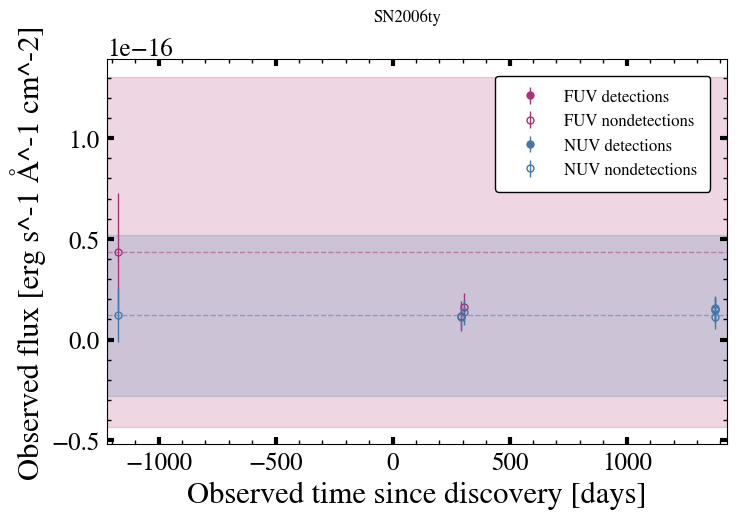 SN2006ty
1e−16
Observed flux [erg s^-1 Å^-1 cm^-2]
1.0
0.5
0.0
−0.5
FUV detections
FUV nondetections
NUV detections
NUV nondetections
−1000 −500 0 500 1000
Observed time since discovery [days]